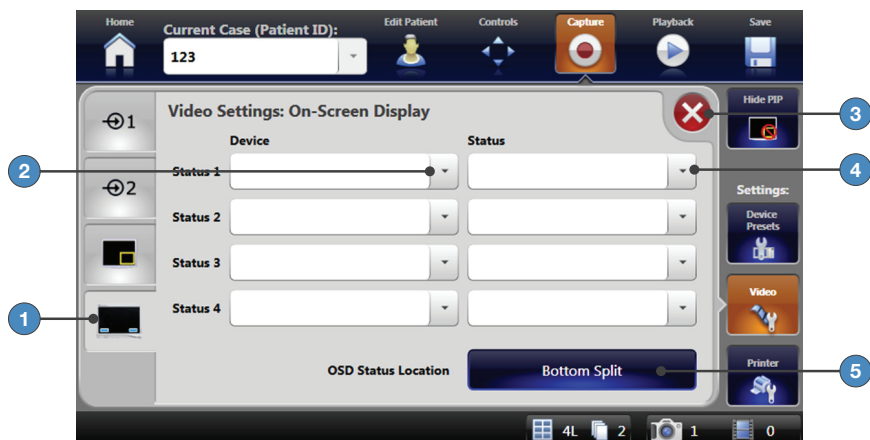 Home
Current Case (Patient ID):
Edit Patient
Controls
Capture
Playback
Save
123
1
Video Settings: On-Screen Display
Hide PIP
3
Device
Status
2
Status 1
4
2
Settings:
Status 2
Device
Presets
Status 3
Video
1
Status 4
OSD Status Location
Bottom Split
Printer
5
4L
2
1
0